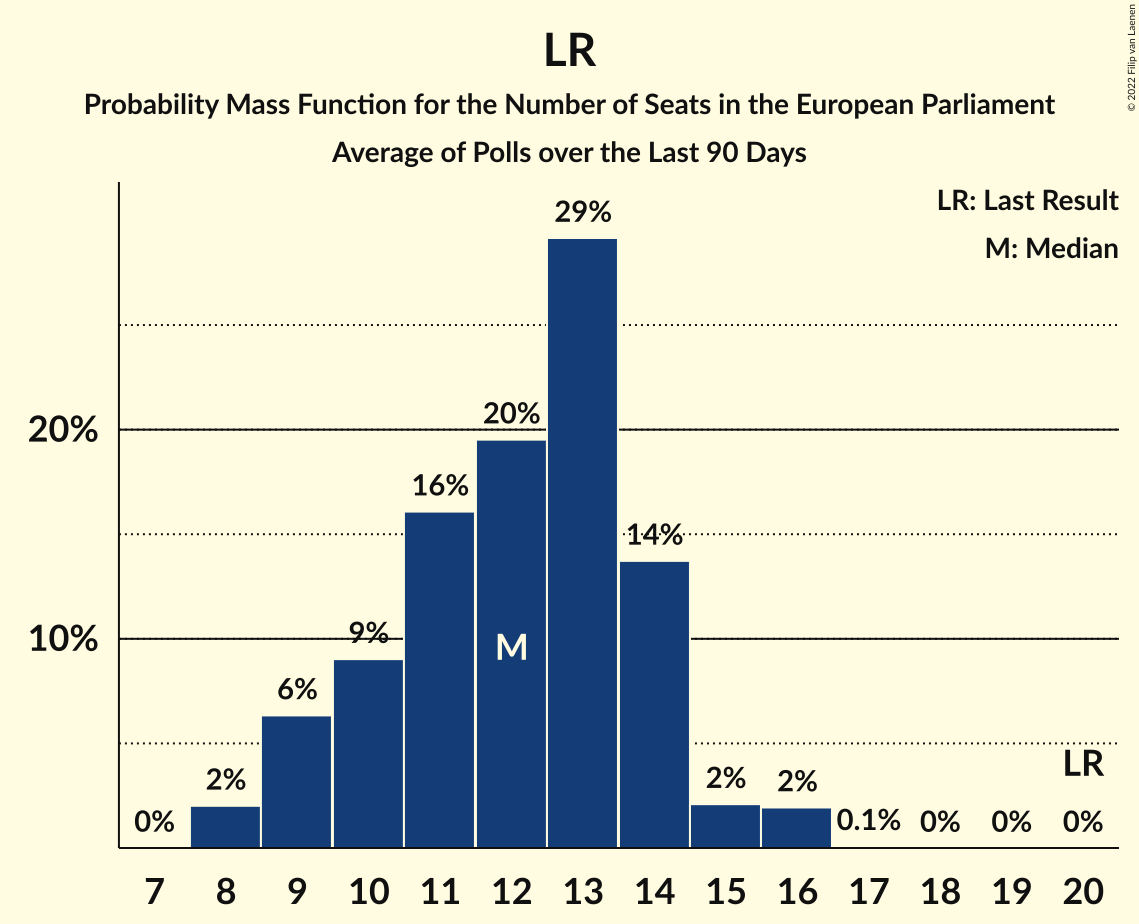 LR
Probability Mass Function for the Number of Seats in the European Parliament
Average of Polls over the Last 90 Days
© 2022 Filip van Laenen
LR: Last Result
M: Median
29%
20%
20%
16%
14%
10%
9%
M
6%
LR
2%
2%
2%
0%
0.1%
0%
0%
0%
7 8 9 10 11 12 13 14 15 16 17 18 19 20